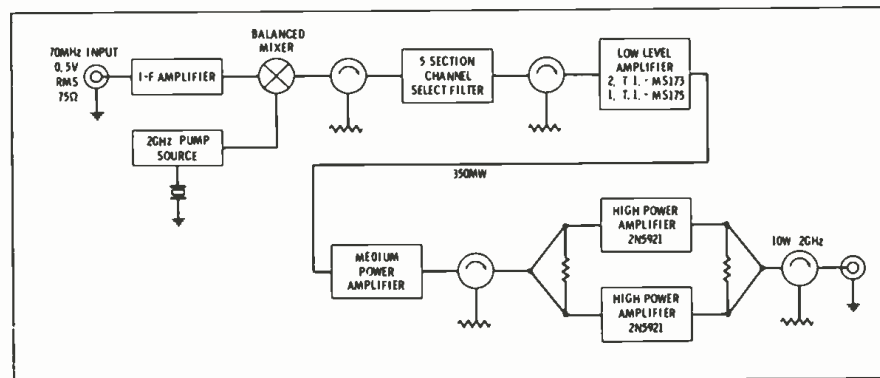 70MHz INPUT
0.5V
RMS
75Ω
I-F AMPLIFIER
BALANCED
MIXER
2GHz PUMP
SOURCE
5 SECTION
CHANNEL
SELECT FILTER
LOW LEVEL
AMPLIFIER
2, T.I. - MS173
1, T.I. - MS175
350MW
MEDIUM
POWER
AMPLIFIER
HIGH POWER
AMPLIFIER
2N5921
HIGH POWER
AMPLIFIER
2N5921
10W 2GHz